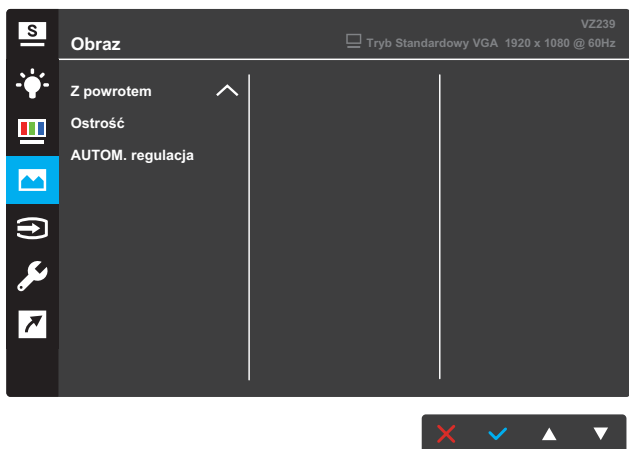 S
VZ239
Obraz
Tryb Standardowy VGA 1920 x 1080 @ 60Hz
Z powrotem
Ostrość
AUTOM. regulacja